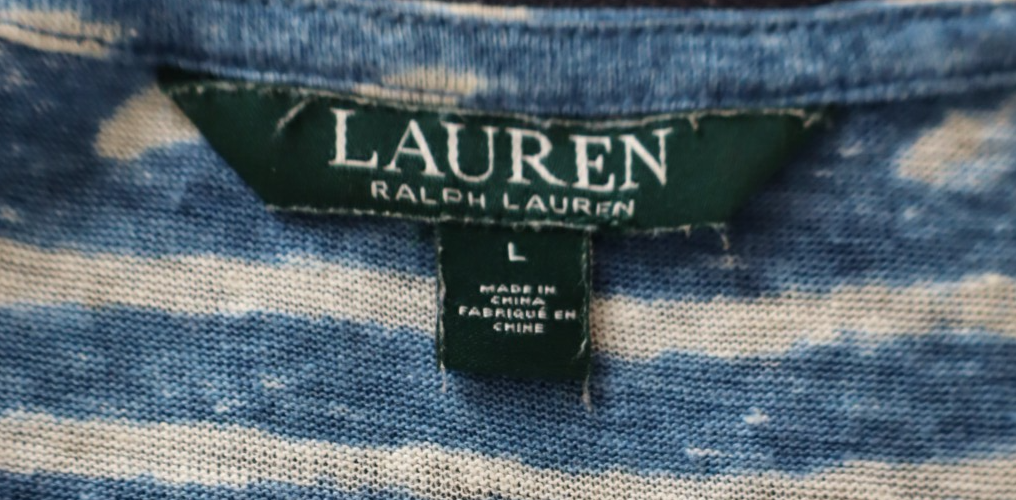 LAUREN
RALPH LAUREN
L
MADE IN
CHINA
FABRIQUÉ EN
CHINE